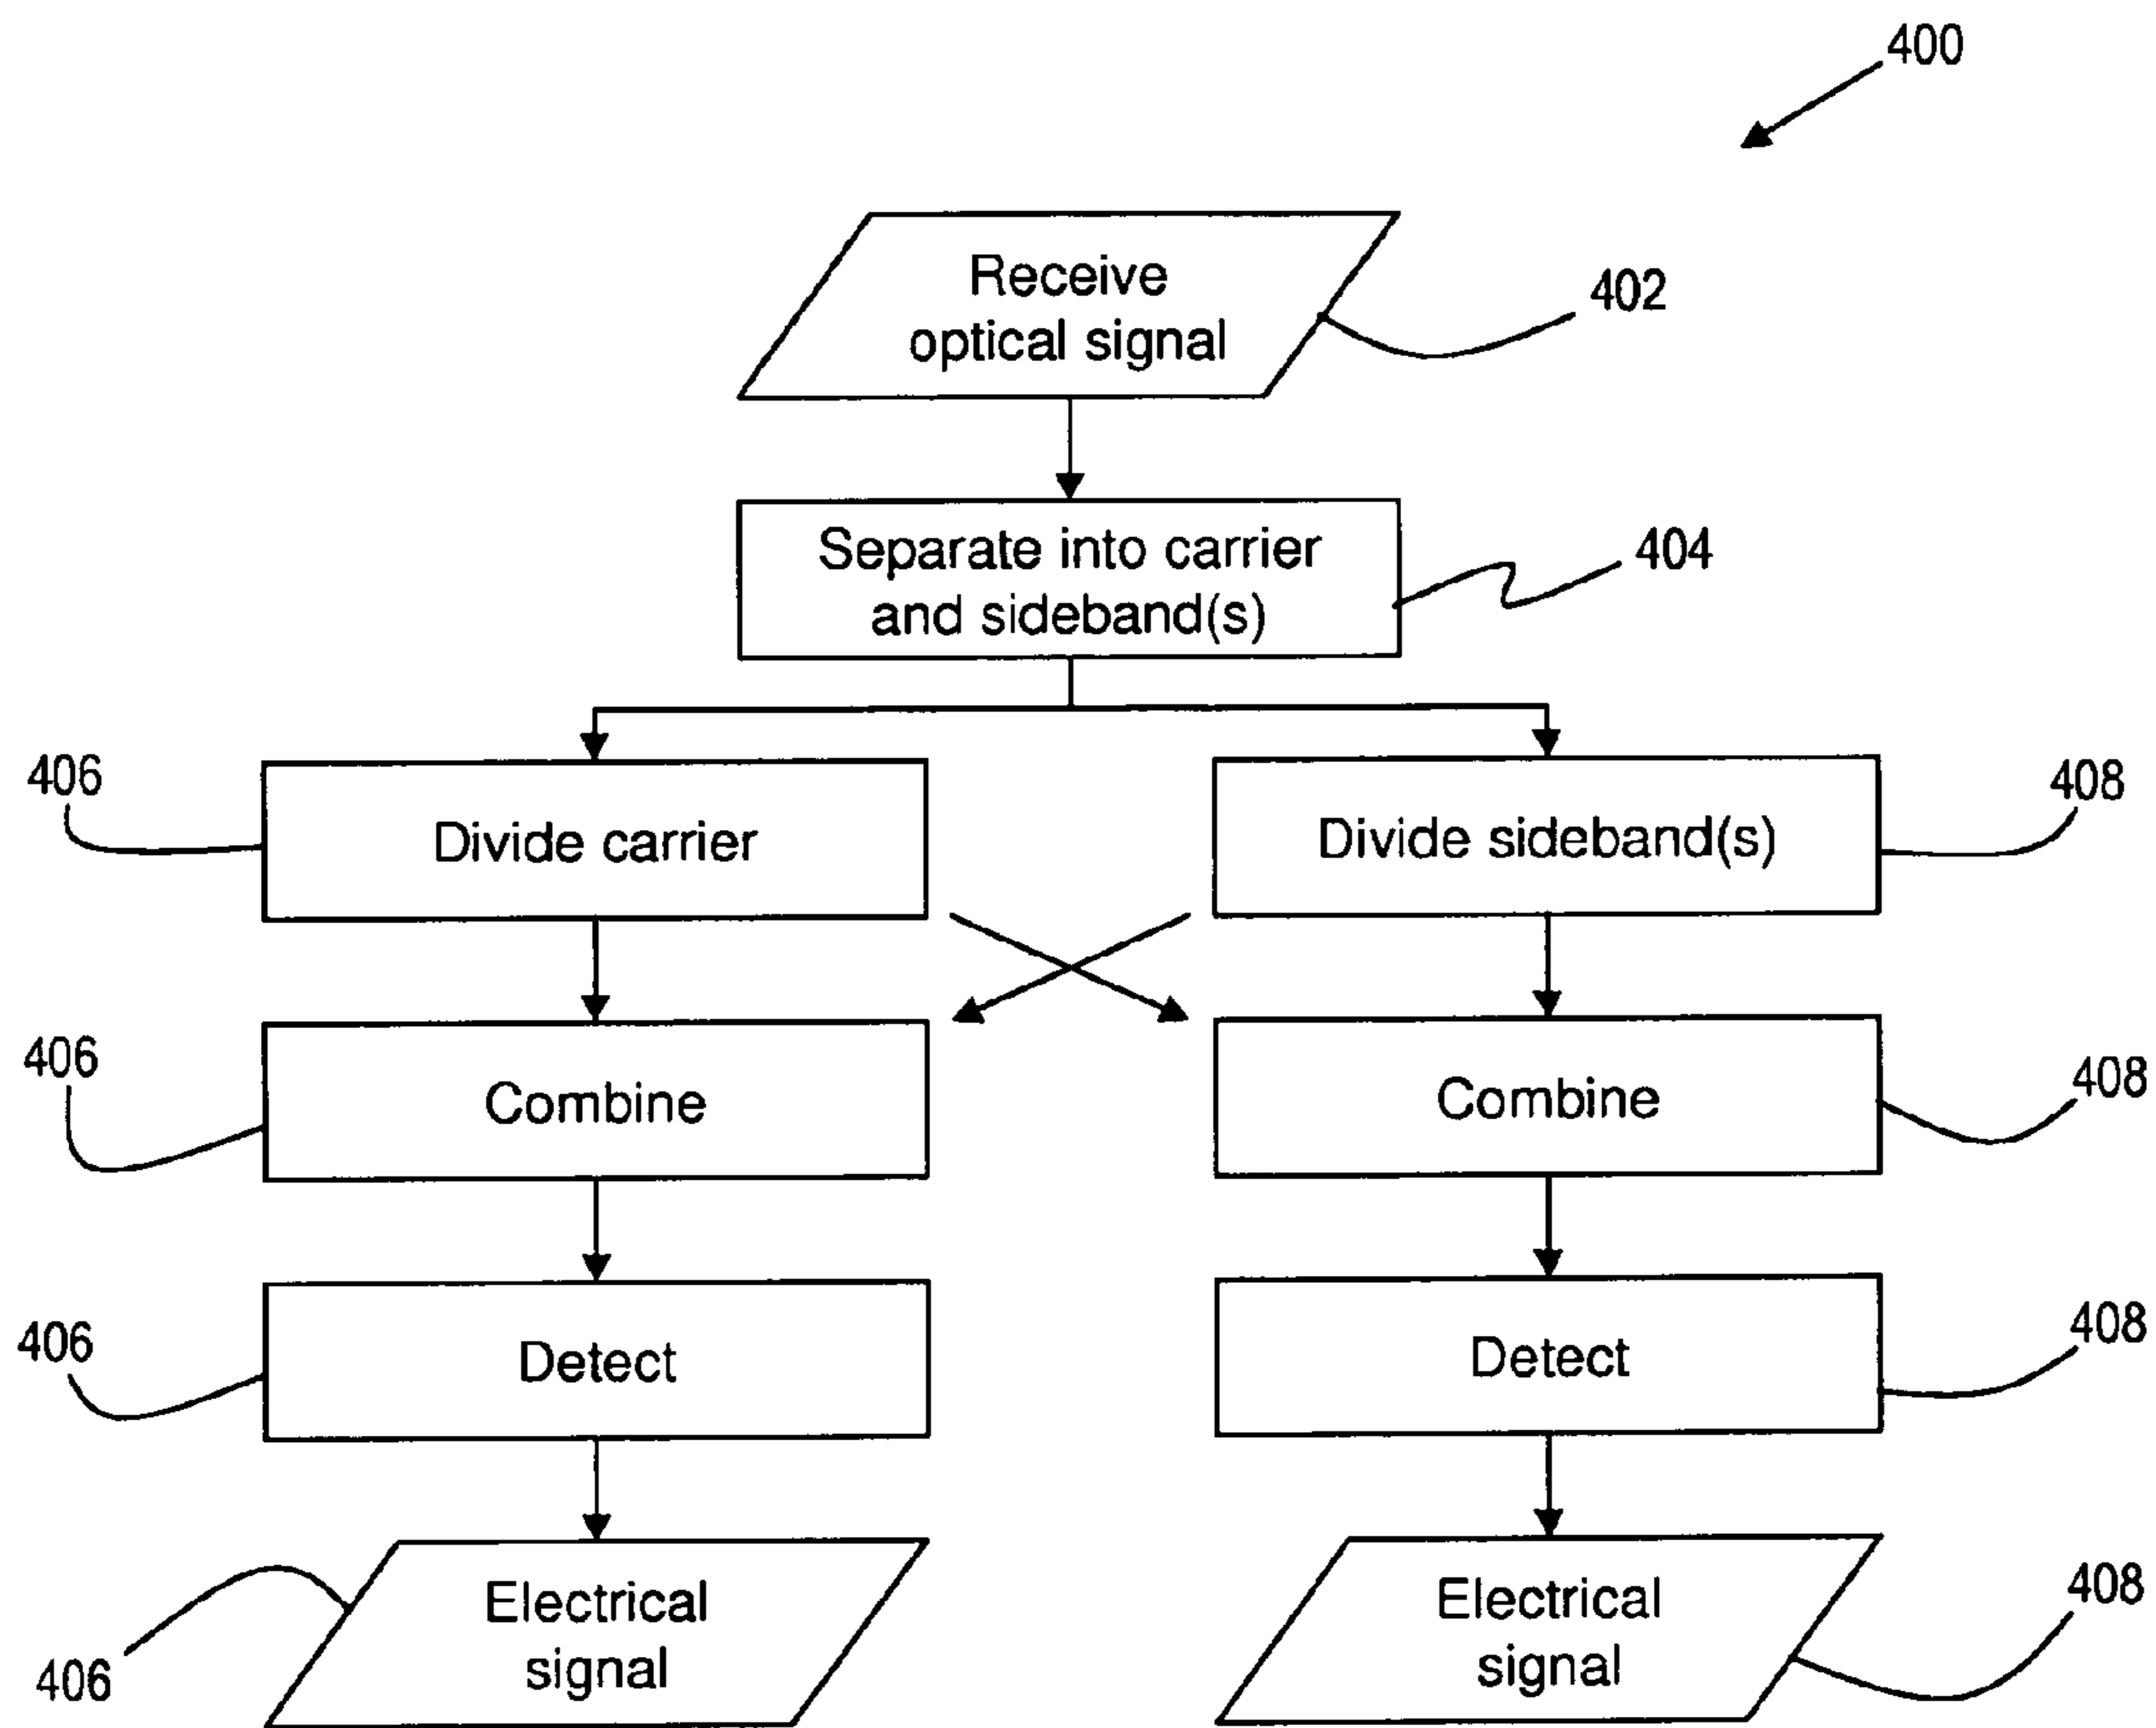 400
Receive
optical signal
402
Separate into carrier
and sideband(s)
404
406
Divide carrier
Divide sideband(s)
408
406
Combine
Combine
408
406
Detect
Detect
408
406
Electrical
signal
Electrical
signal
408